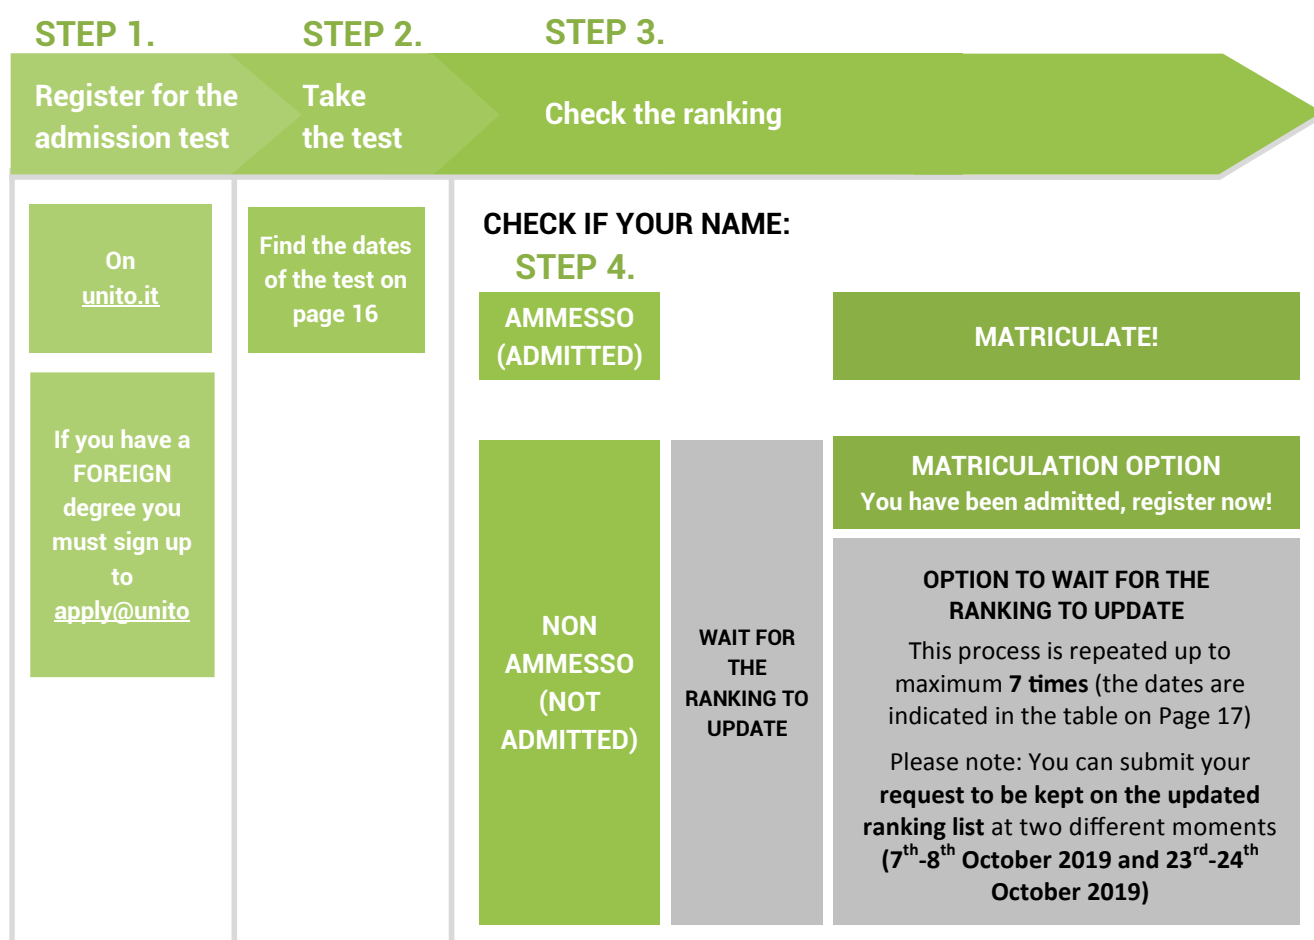 STEP 1.
Register for the
admission test
STEP 2.
Take
the test
STEP 3.
Check the ranking
On
unito.it
If you have a
FOREIGN
degree you
must sign up
to
apply@unito
Find the dates
of the test on
page 16
CHECK IF YOUR NAME:
STEP 4.
AMMESSO
(ADMITTED)
MATRICULATE!
NON
AMMESSO
(NOT
ADMITTED)
WAIT FOR
THE
RANKING TO
UPDATE
MATRICULATION OPTION
You have been admitted, register now!
OPTION TO WAIT FOR THE
RANKING TO UPDATE
This process is repeated up to
maximum 7 times (the dates are
indicated in the table on Page 17)
Please note: You can submit your
request to be kept on the updated
ranking list at two different moments
(7th-8th October 2019 and 23rd-24th
October 2019)